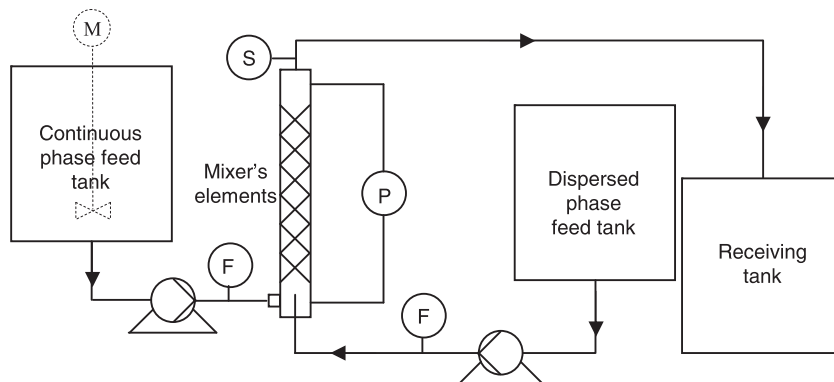 M
S
Continuous
phase feed
tank
Mixer's
elements
P
Dispersed
phase
feed tank
Receiving
tank
F
F